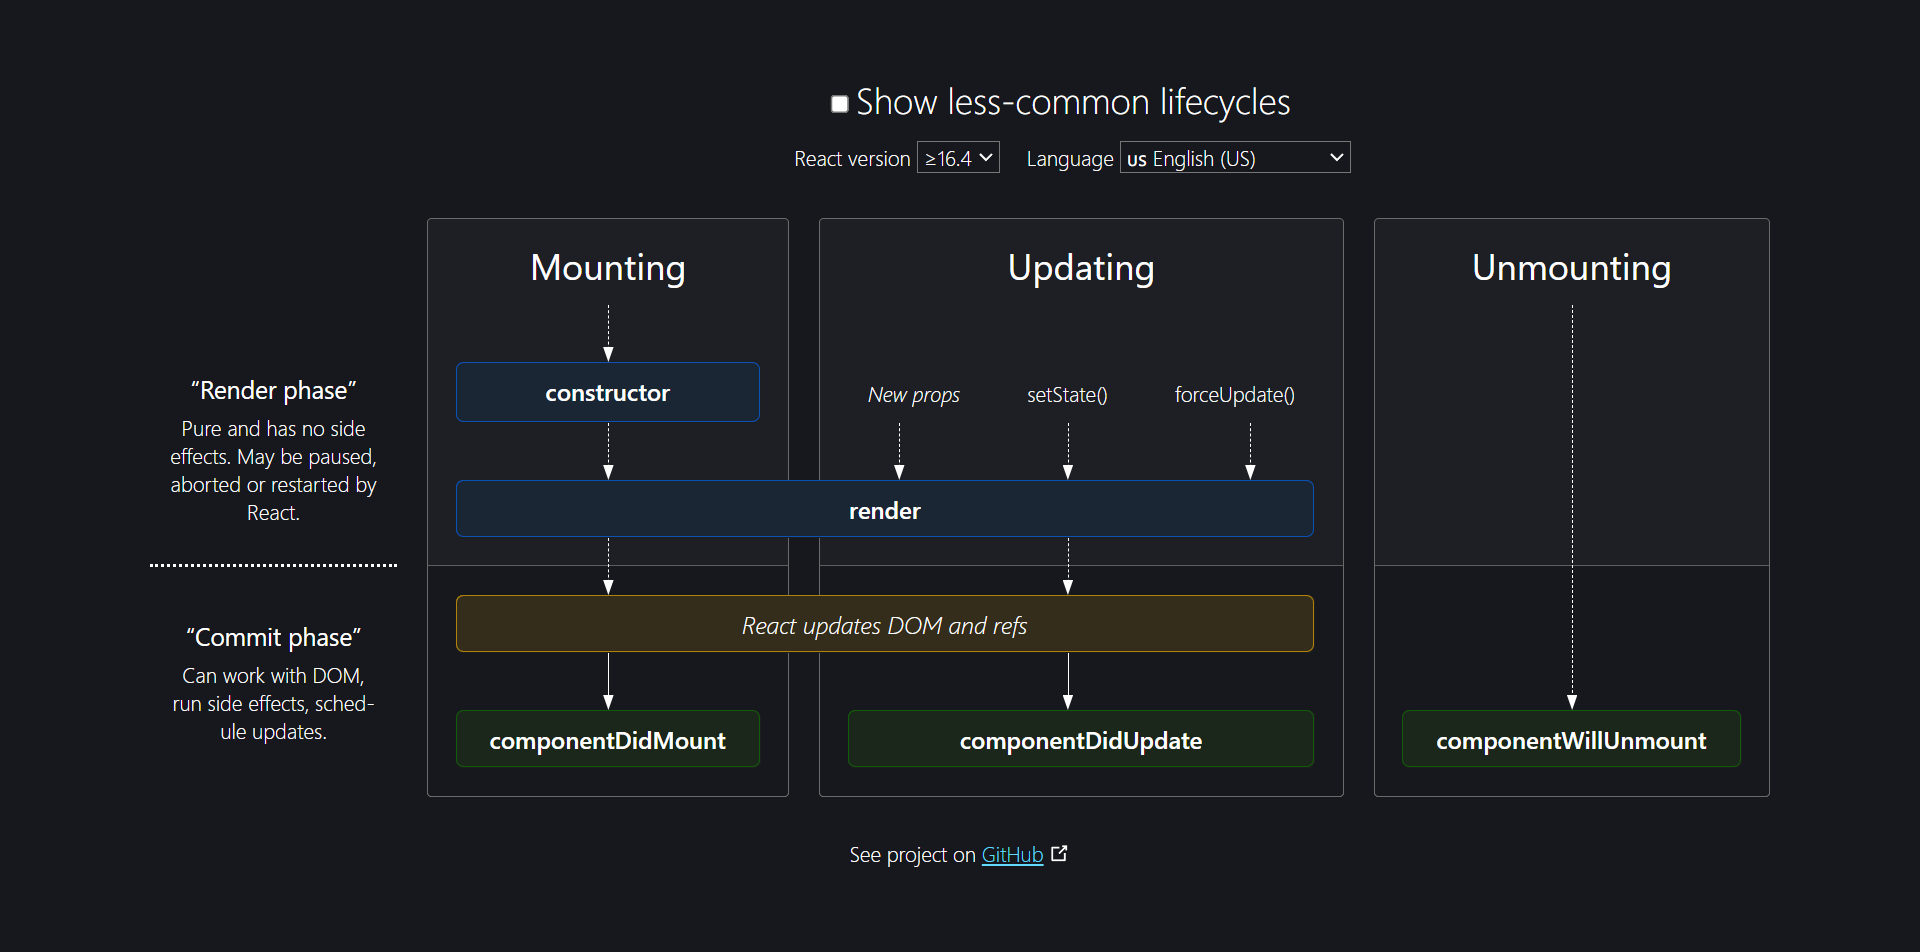 Show less-common lifecycles
React version ≥16.4 Language us English (US)
Mounting
Updating
Unmounting
“Render phase”
Pure and has no side
effects. May be paused,
aborted or restarted by
React.
constructor
New props
setState()
forceUpdate()
render
“Commit phase”
Can work with DOM,
run side effects, sched-
ule updates.
React updates DOM and refs
componentDidMount
componentDidUpdate
componentWillUnmount
See project on GitHub